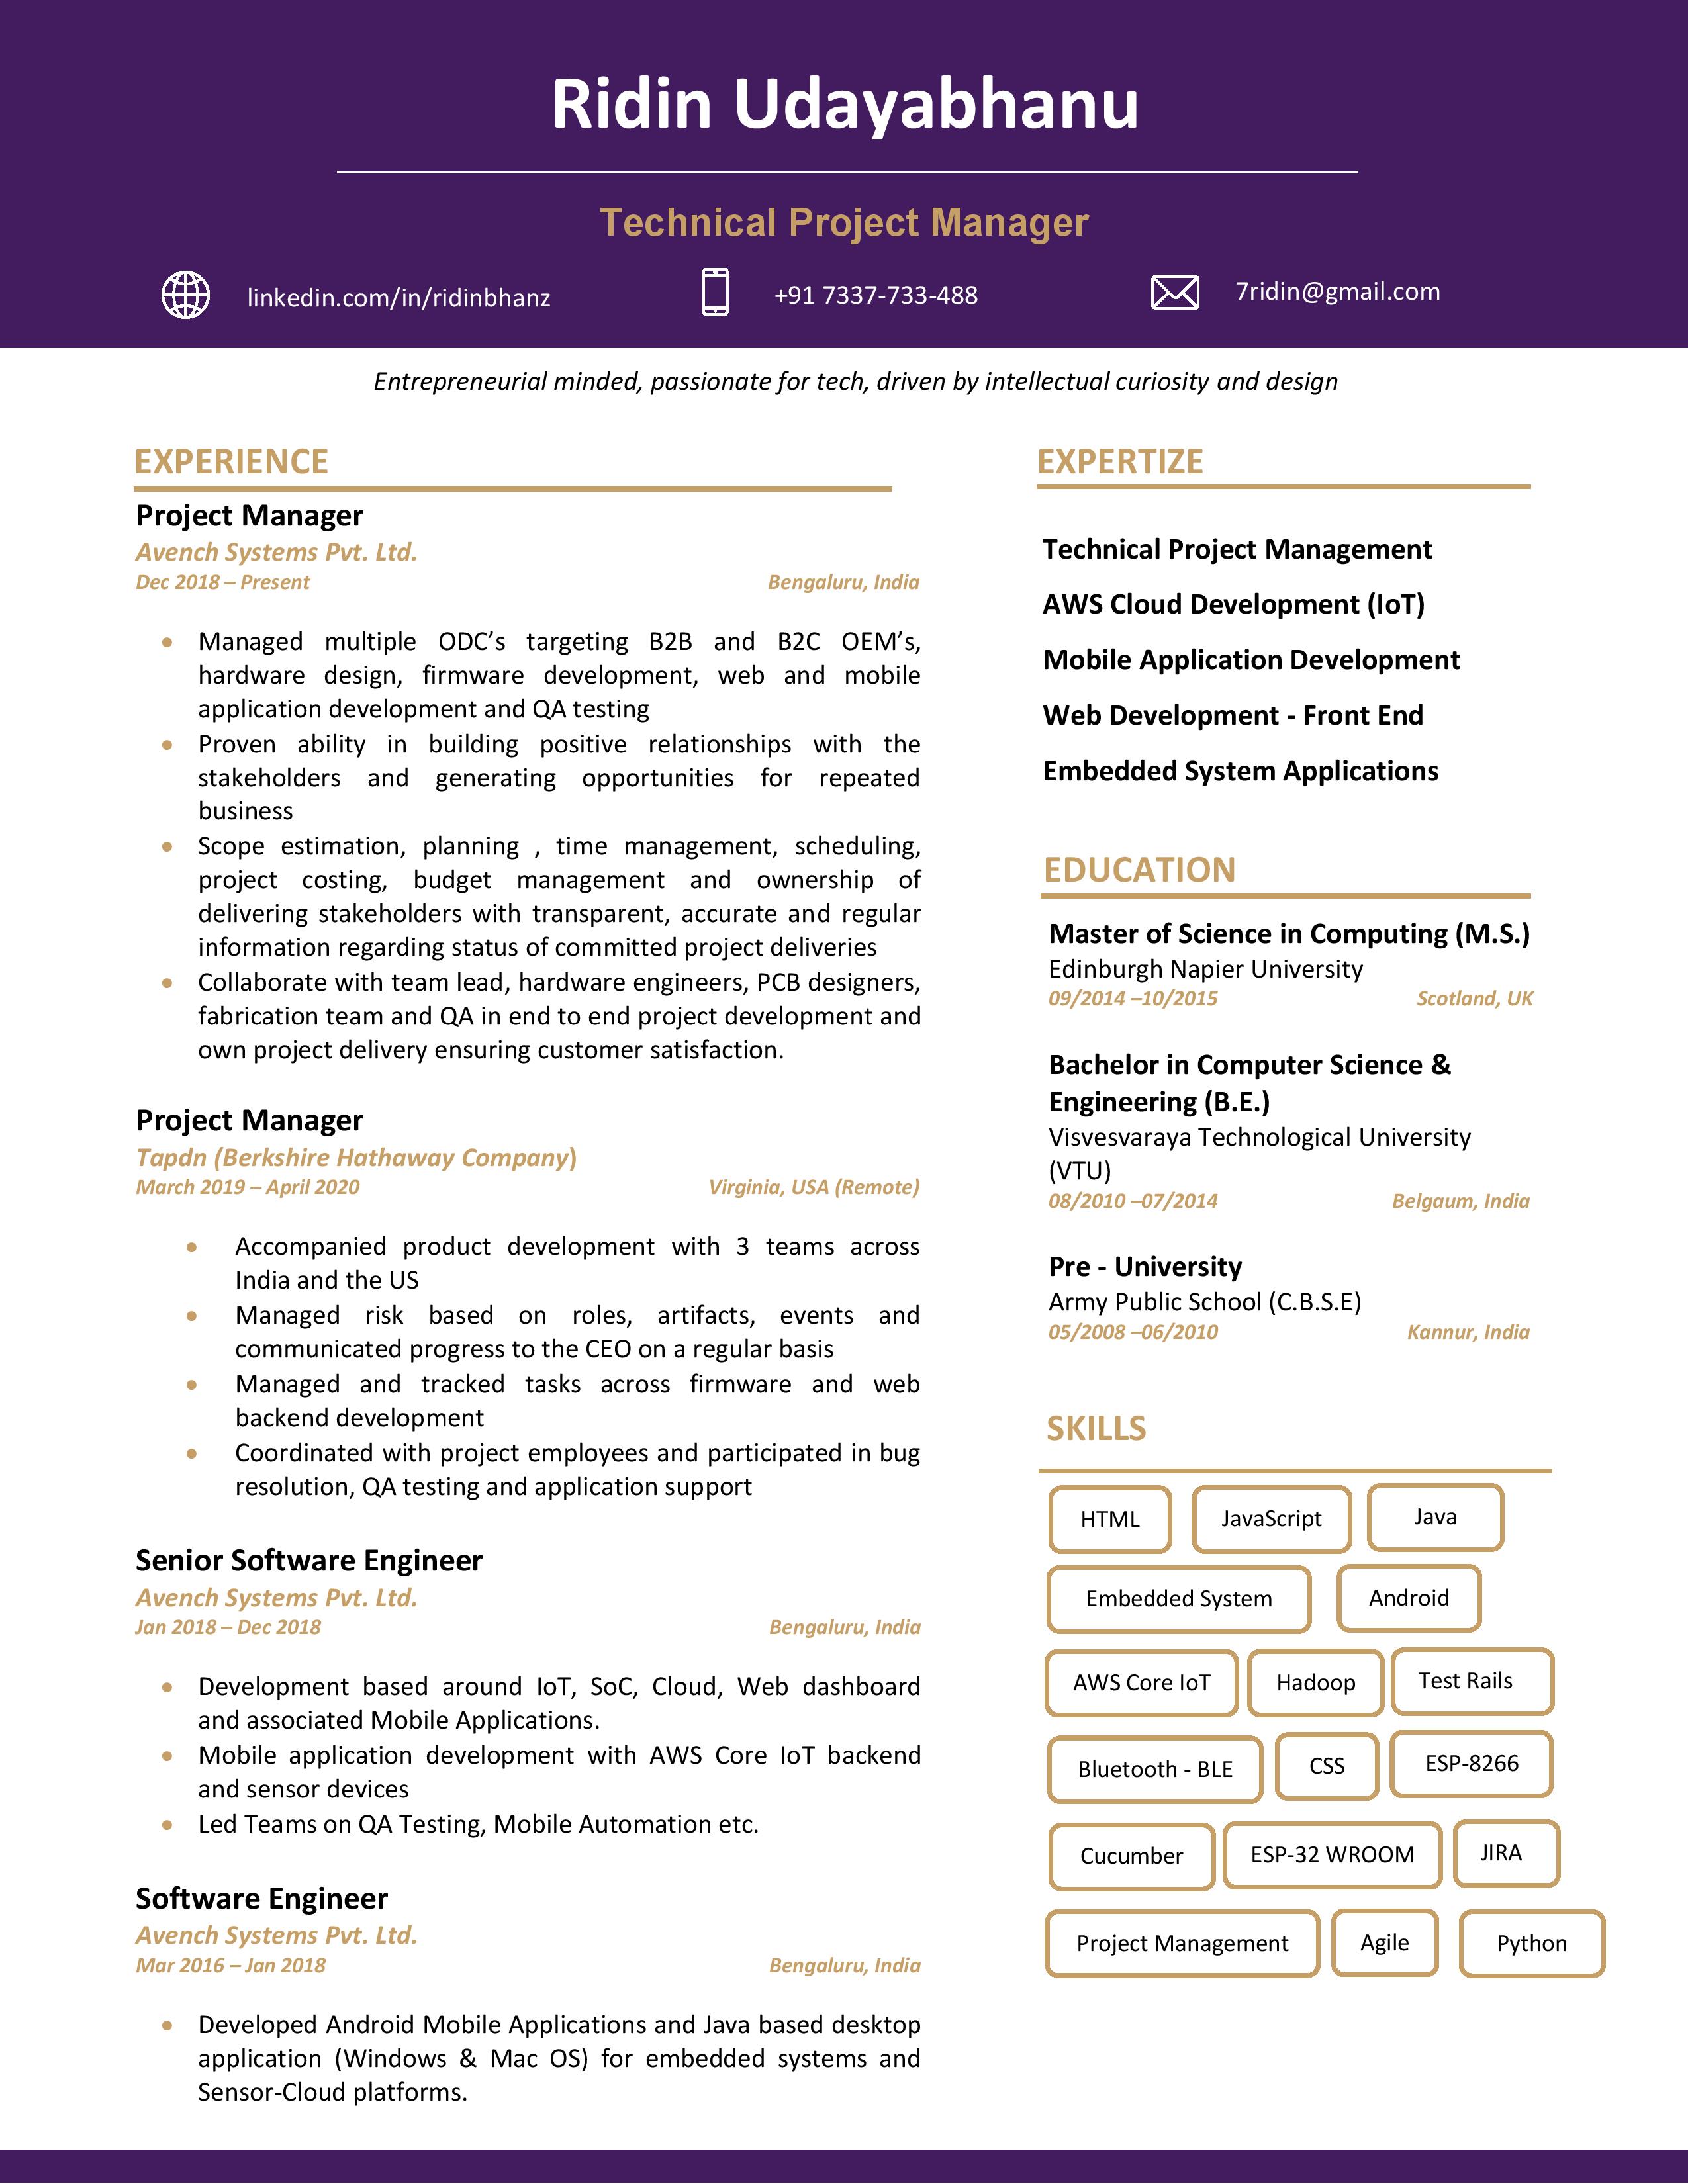 Ridin Udayabhanu
Technical Project Manager
linkedin.com/in/ridinbhanz
+91 7337-733-488
7ridin@gmail.com
Entrepreneurial minded, passionate for tech, driven by intellectual curiosity and design
EXPERIENCE
Project Manager
Avench Systems Pvt. Ltd.
Dec 2018 – Present Bengaluru, India
• Managed multiple ODC’s targeting B2B and B2C OEM’s,
hardware design, firmware development, web and mobile
application development and QA testing
• Proven ability in building positive relationships with the
stakeholders and generating opportunities for repeated
business
• Scope estimation, planning , time management, scheduling,
project costing, budget management and ownership of
delivering stakeholders with transparent, accurate and regular
information regarding status of committed project deliveries
• Collaborate with team lead, hardware engineers, PCB designers,
fabrication team and QA in end to end project development and
own project delivery ensuring customer satisfaction.
Project Manager
Tapdn (Berkshire Hathaway Company)
March 2019 – April 2020 Virginia, USA (Remote)
• Accompanied product development with 3 teams across
India and the US
• Managed risk based on roles, artifacts, events and
communicated progress to the CEO on a regular basis
• Managed and tracked tasks across firmware and web
backend development
• Coordinated with project employees and participated in bug
resolution, QA testing and application support
Senior Software Engineer
Avench Systems Pvt. Ltd.
Jan 2018 – Dec 2018 Bengaluru, India
• Development based around IoT, SoC, Cloud, Web dashboard
and associated Mobile Applications.
• Mobile application development with AWS Core IoT backend
and sensor devices
• Led Teams on QA Testing, Mobile Automation etc.
Software Engineer
Avench Systems Pvt. Ltd.
Mar 2016 – Jan 2018 Bengaluru, India
• Developed Android Mobile Applications and Java based desktop
application (Windows & Mac OS) for embedded systems and
Sensor-Cloud platforms.
EXPERTIZE
Technical Project Management
AWS Cloud Development (IoT)
Mobile Application Development
Web Development - Front End
Embedded System Applications
EDUCATION
Master of Science in Computing (M.S.)
Edinburgh Napier University
09/2014 –10/2015 Scotland, UK
Bachelor in Computer Science &
Engineering (B.E.)
Visvesvaraya Technological University
(VTU)
08/2010 –07/2014 Belgaum, India
Pre - University
Army Public School (C.B.S.E)
05/2008 –06/2010 Kannur, India
SKILLS
HTML JavaScript Java
Embedded System Android
AWS Core IoT Hadoop Test Rails
Bluetooth - BLE CSS ESP-8266
Cucumber ESP-32 WROOM JIRA
Project Management Agile Python